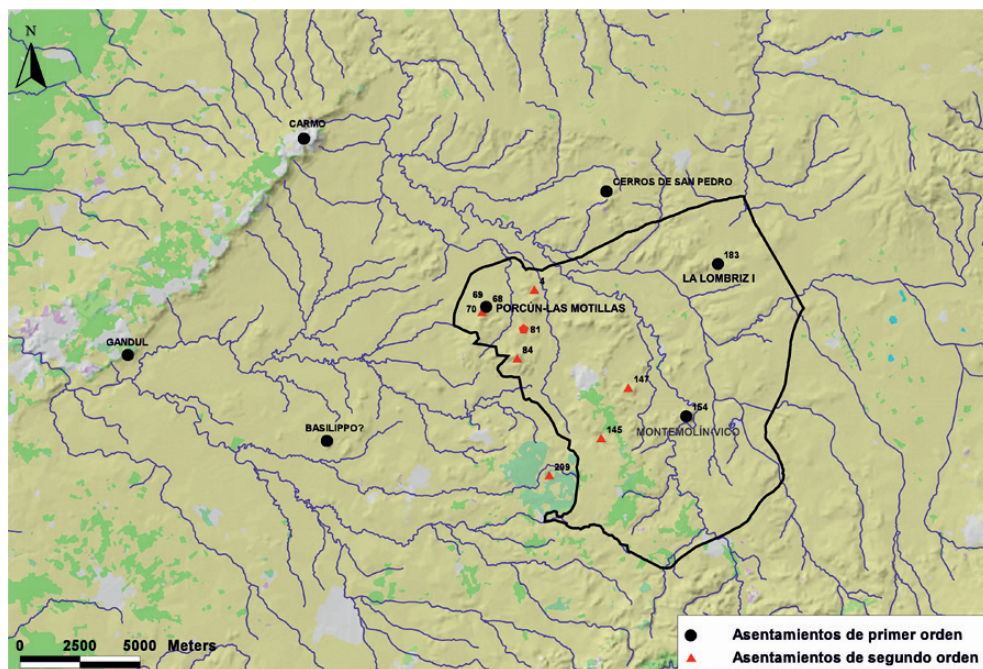 N
CARMO
CERROS DE SAN PEDRO
183
LA LOMBRIZ I
4
69
68
70
PORCÚN-LAS MOTILLAS
81
GANDUL
84
147
154
MONTEMOLÍN-VICO
BASILIPPO?
145
209
0 2500 5000 Meters
Asentamientos de primer orden
Asentamientos de segundo orden